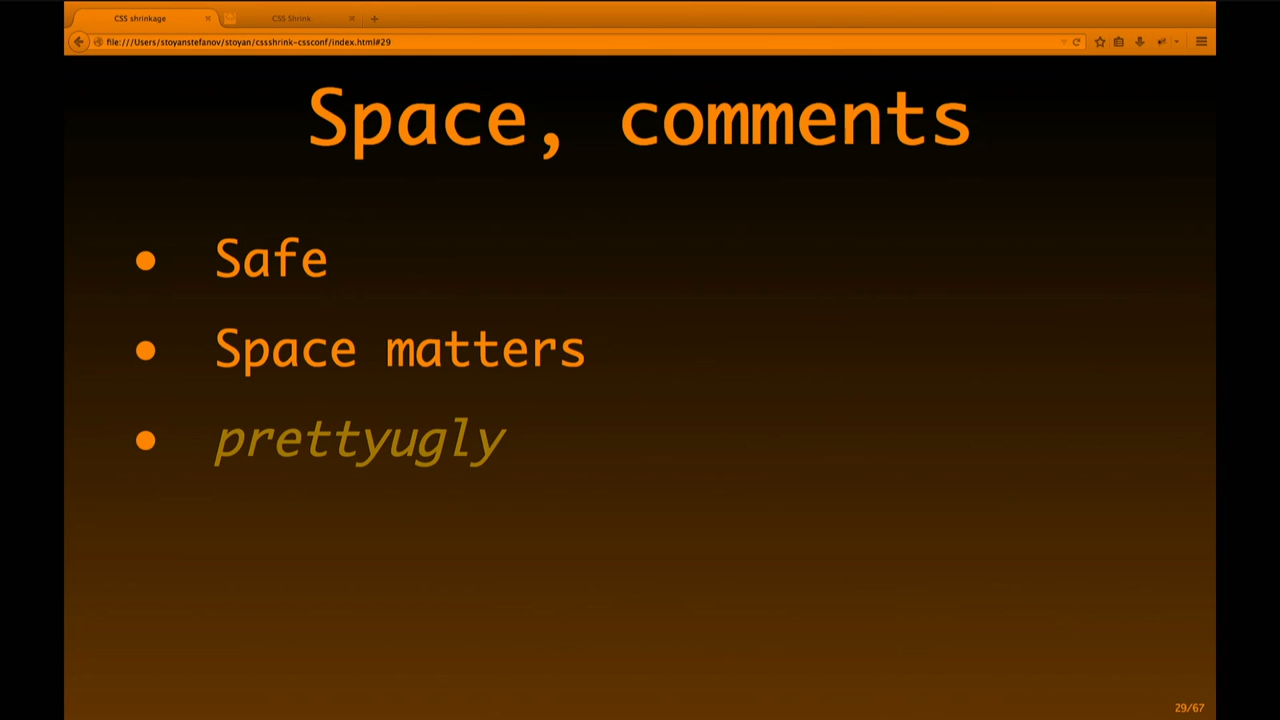 CSS shrinkage
CSS Shrink
file:///Users/stoyanstefanov/stoyan/cssshrink-cssconf/index.html#29
Space, comments
Safe
Space matters
prettyugly
29/67